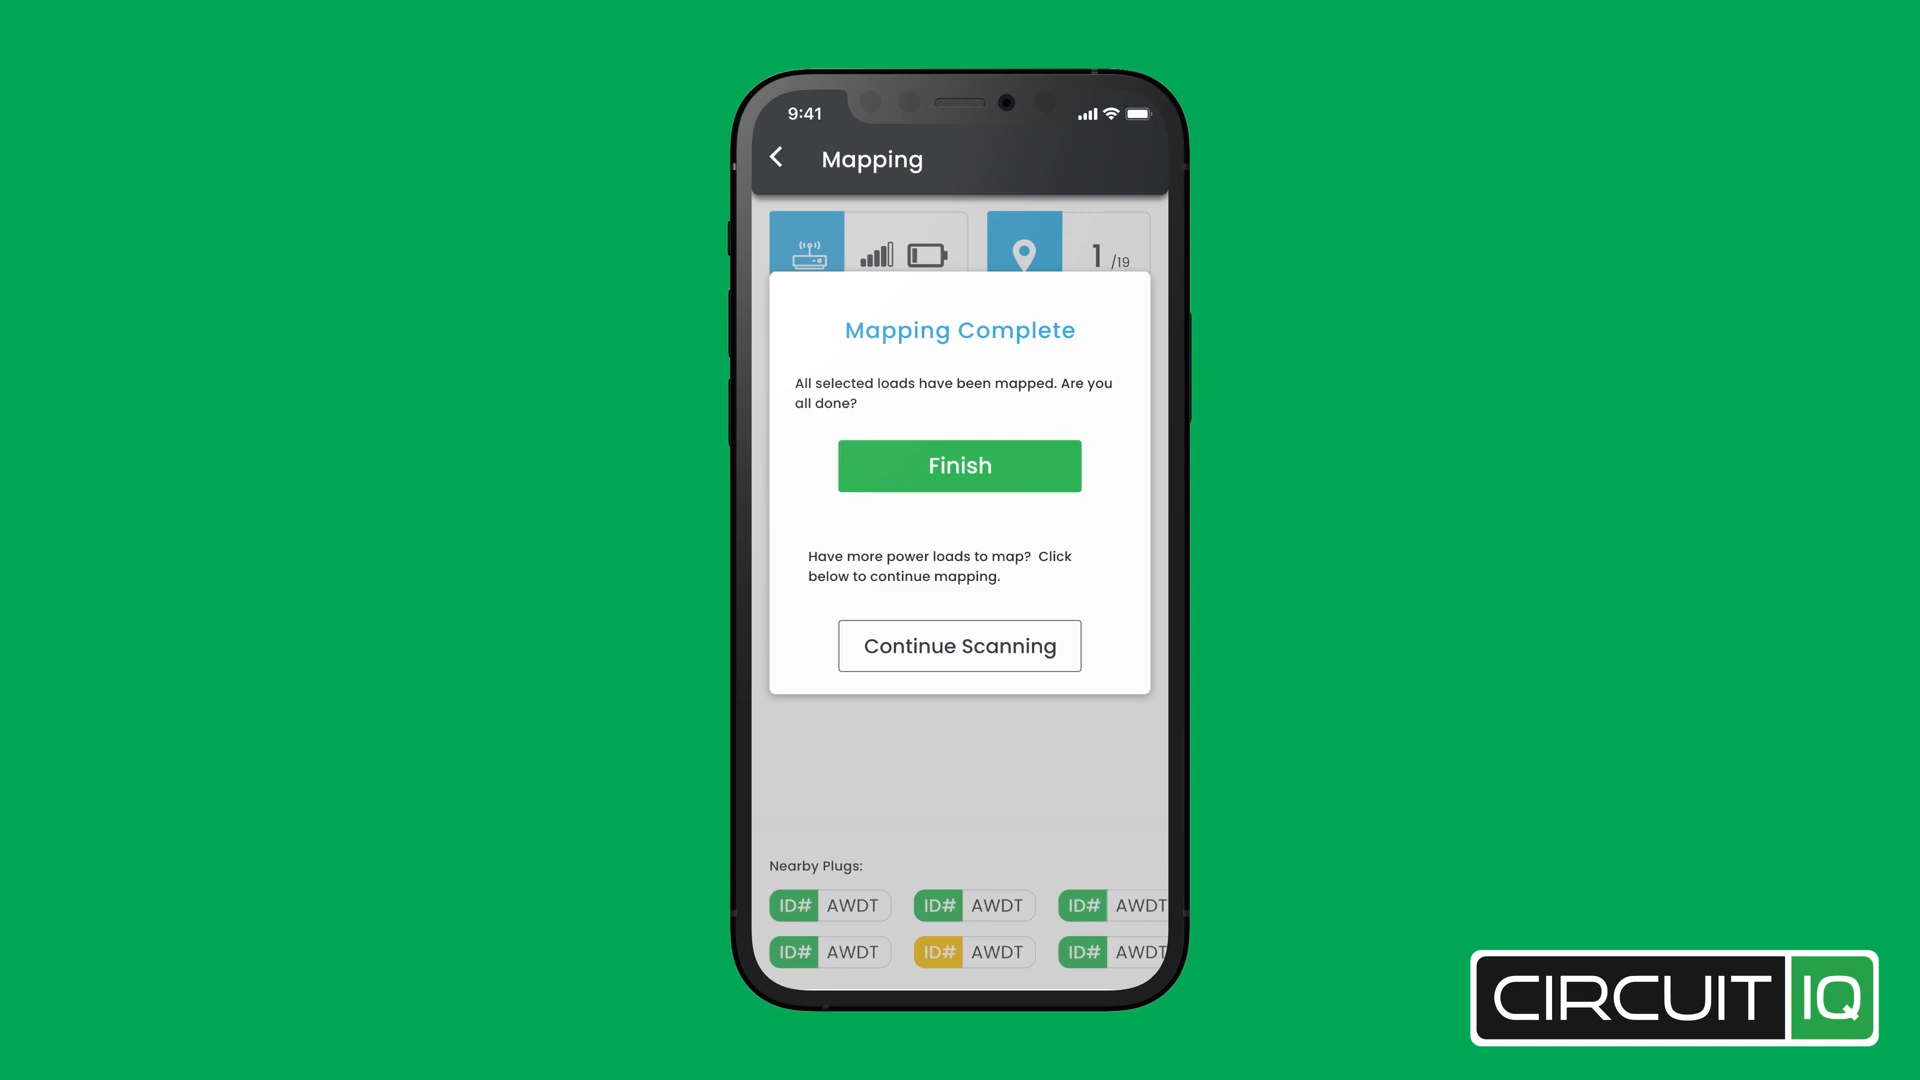 9:41
Mapping
1 /19
Mapping Complete
All selected loads have been mapped. Are you
all done?
Finish
Have more power loads to map? Click
below to continue mapping.
Continue Scanning
Nearby Plugs:
ID# AWDT ID# AWDT ID# AWDT
ID# AWDT ID# AWDT ID# AWDT
CIRCUIT IQ